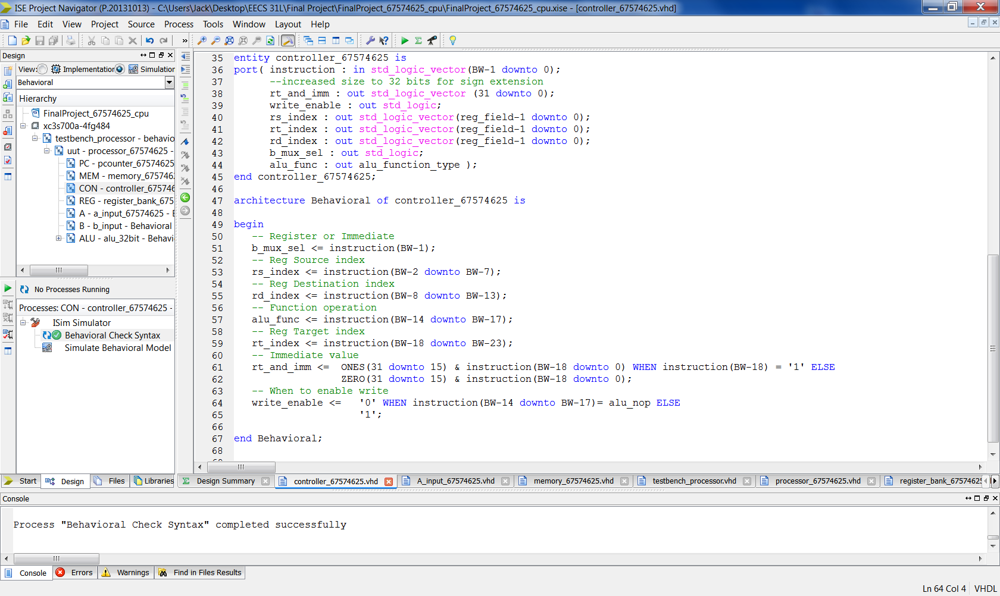 ISE Project Navigator (P.20131013) - C:\Users\Jack\Desktop\EECS 31L\Final Project\FinalProject_67574625_cpu\FinalProject_67574625_cpu.xise - [controller_67574625.vhd]
File Edit View Project Source Process Tools Window Layout Help
Design
View: Implementation Simulation
Behavioral
Hierarchy
FinalProject_67574625_cpu
xc3s700a-4fg484
testbench_processor - behavio
uut - processor_67574625 -
PC - pcounter_67574625
MEM - memory_6757462
CON - controller_675746
REG - register_bank_675
A - a_input_67574625 - B
B - b_input - Behavioral
ALU - alu_32bit - Behavi
No Processes Running
Processes: CON - controller_67574625 -
ISim Simulator
Behavioral Check Syntax
Simulate Behavioral Model
Start Design Files Libraries
35 entity controller_67574625 is
36 port( instruction : in std_logic_vector(BW-1 downto 0);
37 --increased size to 32 bits for sign extension
38 rt_and_imm : out std_logic_vector (31 downto 0);
39 write_enable : out std_logic;
40 rs_index : out std_logic_vector(reg_field-1 downto 0);
41 rt_index : out std_logic_vector(reg_field-1 downto 0);
42 rd_index : out std_logic_vector(reg_field-1 downto 0);
43 b_mux_sel : out std_logic;
44 alu_func : out alu_function_type );
45 end controller_67574625;
46
47 architecture Behavioral of controller_67574625 is
48
49 begin
50 -- Register or Immediate
51 b_mux_sel <= instruction(BW-1);
52 -- Reg Source index
53 rs_index <= instruction(BW-2 downto BW-7);
54 -- Reg Destination index
55 rd_index <= instruction(BW-8 downto BW-13);
56 -- Function operation
57 alu_func <= instruction(BW-14 downto BW-17);
58 -- Reg Target index
59 rt_index <= instruction(BW-18 downto BW-23);
60 -- Immediate value
61 rt_and_imm <= ONES(31 downto 15) & instruction(BW-18 downto 0) WHEN instruction(BW-18) = '1' ELSE
62 ZERO(31 downto 15) & instruction(BW-18 downto 0);
63 -- When to enable write
64 write_enable <= '0' WHEN instruction(BW-14 downto BW-17)= alu_nop ELSE
65 '1';
66
67 end Behavioral;
68
Design Summary controller_67574625.vhd A_input_67574625.vhd memory_67574625.vhd testbench_processor.vhd processor_67574625.vhd register_bank_67574625
Console
Process "Behavioral Check Syntax" completed successfully
Console Errors Warnings Find in Files Results
Ln 64 Col 4 VHDL